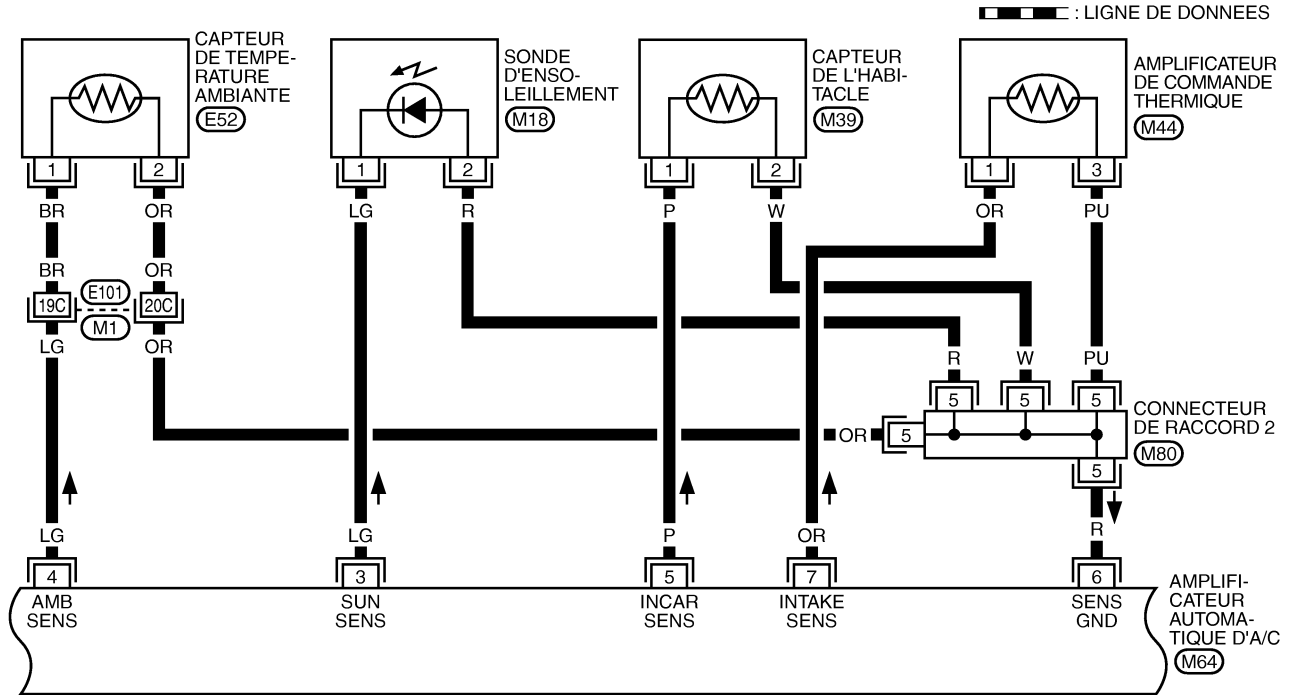 : LIGNE DE DONNEES
CAPTEUR
DE TEMPE-
RATURE
AMBIANTE
E52
SONDE
D'ENSO-
LEILLEMENT
M18
CAPTEUR
DE L'HABI-
TACLE
M39
AMPLIFICATEUR
DE COMMANDE
THERMIQUE
M44
1 2 1 2 1 2 1 3
BR OR LG R P W OR PU
BR OR
19C E101 20C
M1
LG OR
R W PU
5 5 5
CONNECTEUR
DE RACCORD 2
M80
OR 5
5
R
LG LG P OR
4 3 5 7 6
AMB
SENS
SUN
SENS
INCAR
SENS
INTAKE
SENS
SENS
GND
AMPLIFI-
CATEUR
AUTOMA-
TIQUE D'A/C
M64